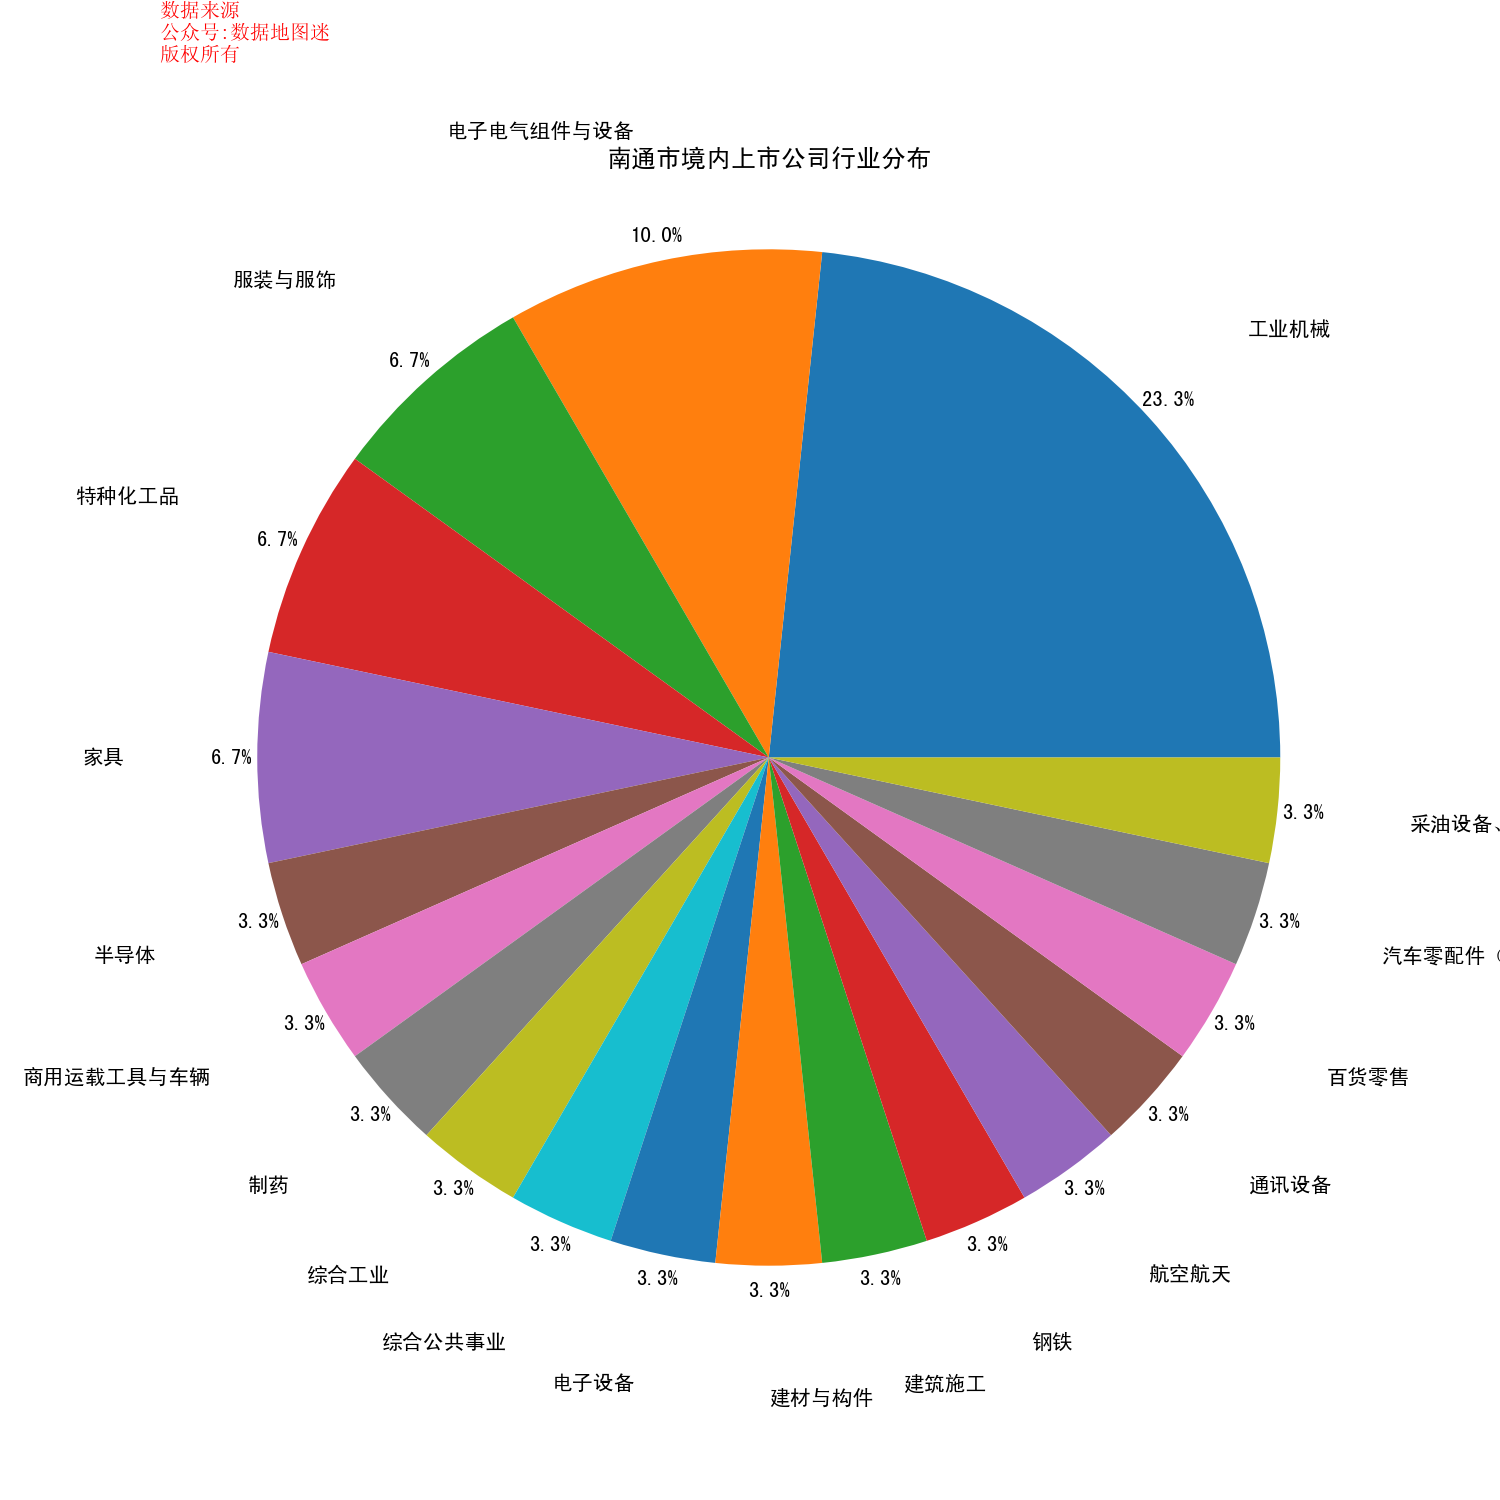 数据来源
公众号:数据地图迷
版权所有
电子电气组件与设备
南通市境内上市公司行业分布
10.0%
服装与服饰
工业机械
6.7%
23.3%
特种化工品
6.7%
家具
6.7%
3.3%
采油设备、
3.3%
3.3%
半导体
汽车零配件（
3.3%
3.3%
商用运载工具与车辆
百货零售
3.3%
3.3%
制药
3.3%
3.3%
通讯设备
3.3%
3.3%
综合工业
3.3%
3.3%
3.3%
航空航天
综合公共事业
钢铁
电子设备
建筑施工
建材与构件